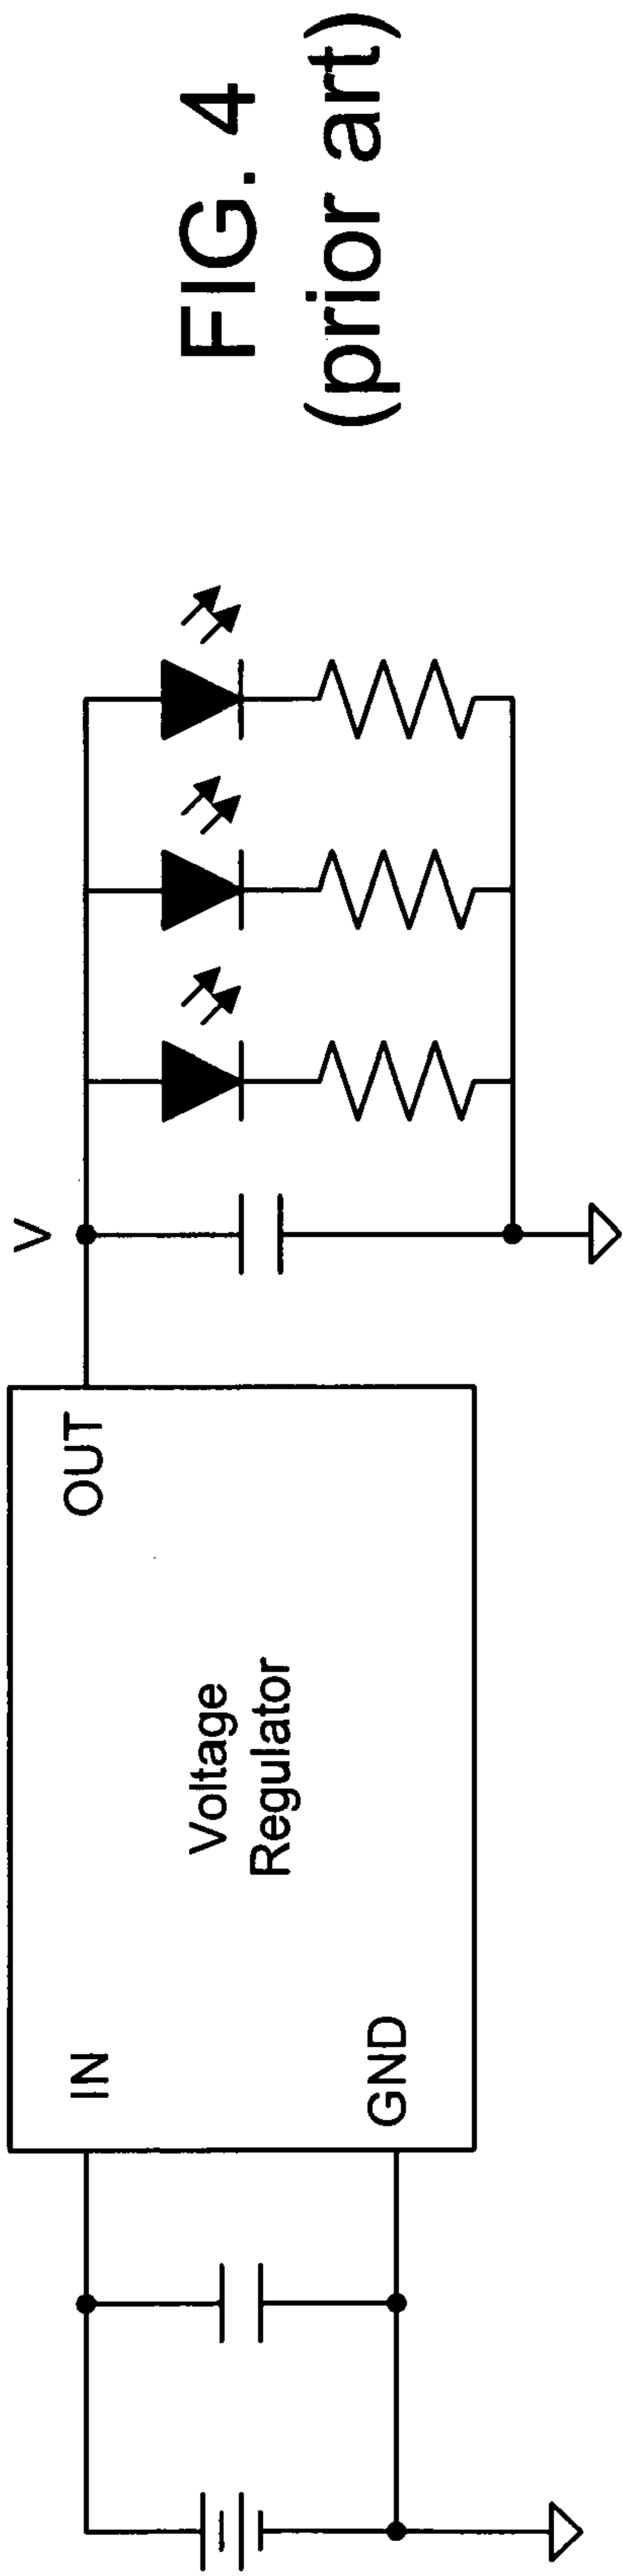 IN
GND
Voltage
Regulator
OUT
V
FIG. 4
(prior art)